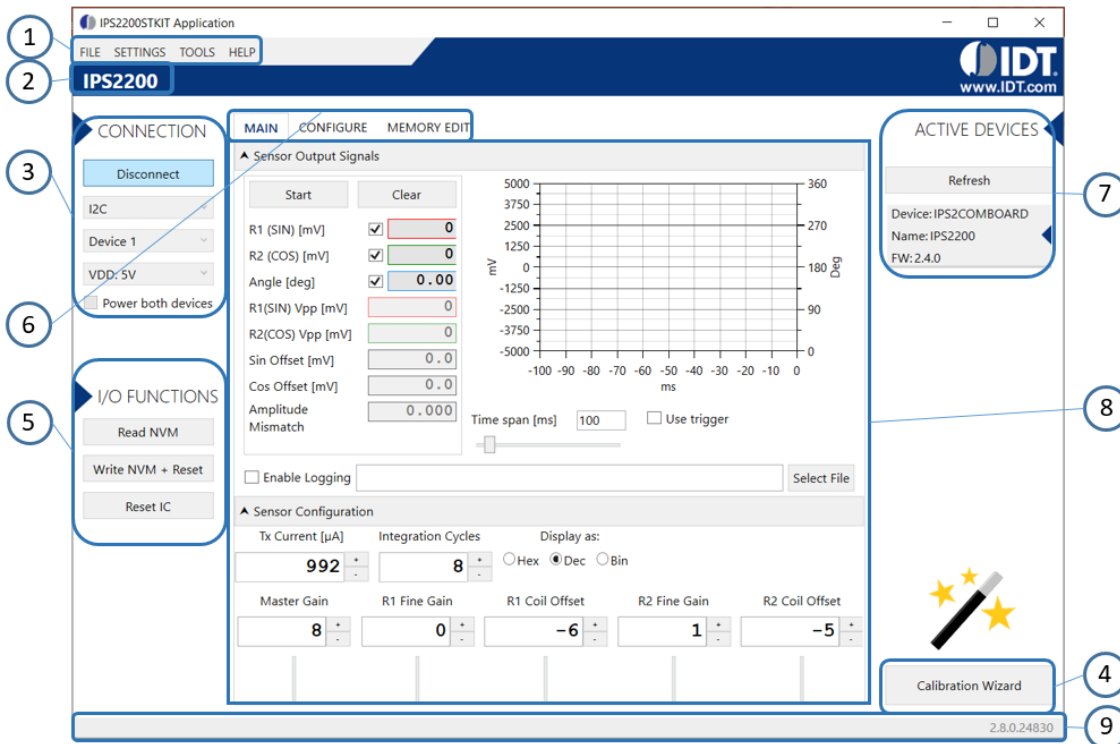 IPS2200STKIT Application
1
FILE SETTINGS TOOLS HELP
IDT.
www.IDT.com
2
IPS2200
3
CONNECTION
Disconnect
I2C
Device 1
VDD: 5V
Power both devices
6
5
I/O FUNCTIONS
Read NVM
Write NVM + Reset
Reset IC
MAIN CONFIGURE MEMORY EDIT
Sensor Output Signals
Start Clear
R1 (SIN) [mV] 0
R2 (COS) [mV] 0
Angle [deg] 0.00
R1(SIN) Vpp [mV] 0
R2(COS) Vpp [mV] 0
Sin Offset [mV] 0.0
Cos Offset [mV] 0.0
Amplitude Mismatch 0.000
mV
5000
3750
2500
1250
0
-1250
-2500
-3750
-5000
360
270
180
90
0
Deg
-100 -90 -80 -70 -60 -50 -40 -30 -20 -10 0
ms
Time span [ms] 100 Use trigger
Enable Logging Select File
Sensor Configuration
Tx Current [µA] Integration Cycles Display as:
992 + - 8 + - Hex Dec Bin
Master Gain R1 Fine Gain R1 Coil Offset R2 Fine Gain R2 Coil Offset
8 + - 0 + - -6 + - 1 + - -5 + -
ACTIVE DEVICES
Refresh
7
Device: IPS2COMBOARD
Name: IPS2200
FW: 2.4.0
8
Calibration Wizard
4
2.8.0.24830
9